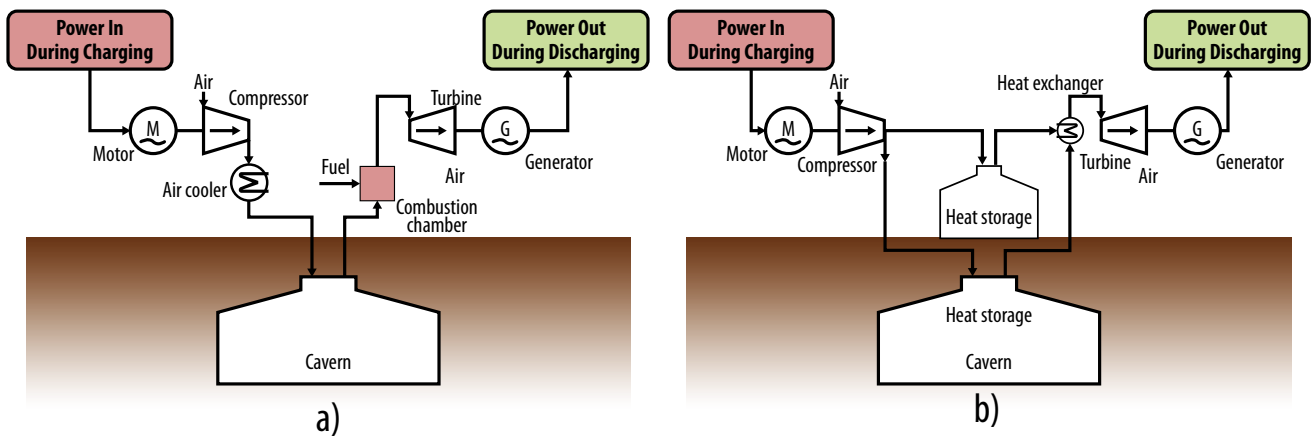 Power In
During Charging
Power Out
During Discharging
Air
Compressor
M
Motor
Air cooler
Fuel
Combustion
chamber
Turbine
Air
G
Generator
Cavern
a)
Power In
During Charging
Power Out
During Discharging
Air
M
Motor
Compressor
Heat exchanger
Turbine
Air
G
Generator
Heat storage
Heat storage
Cavern
b)